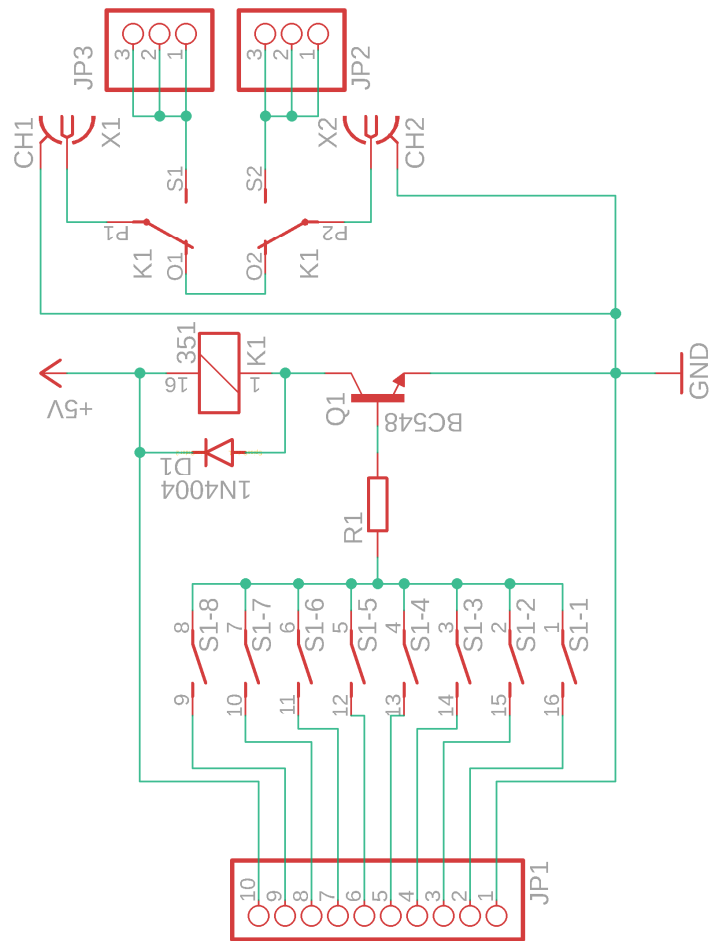 JP3
3
2
1
JP2
3
2
1
CH1
X1
X2
CH2
S1
S2
P1
P2
K1
O1
O2
K1
351
K1
16
1
+5V
D1
1N4004
Q1
BC548
GND
R1
8
S1-8
7
S1-7
6
S1-6
5
S1-5
4
S1-4
3
S1-3
2
S1-2
1
S1-1
9
10
11
12
13
14
15
16
10
9
8
7
6
5
4
3
2
1
JP1